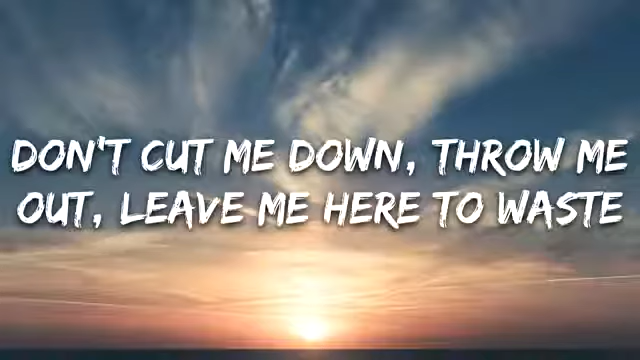 DON'T CUT ME DOWN, THROW ME
OUT, LEAVE ME HERE TO WASTE